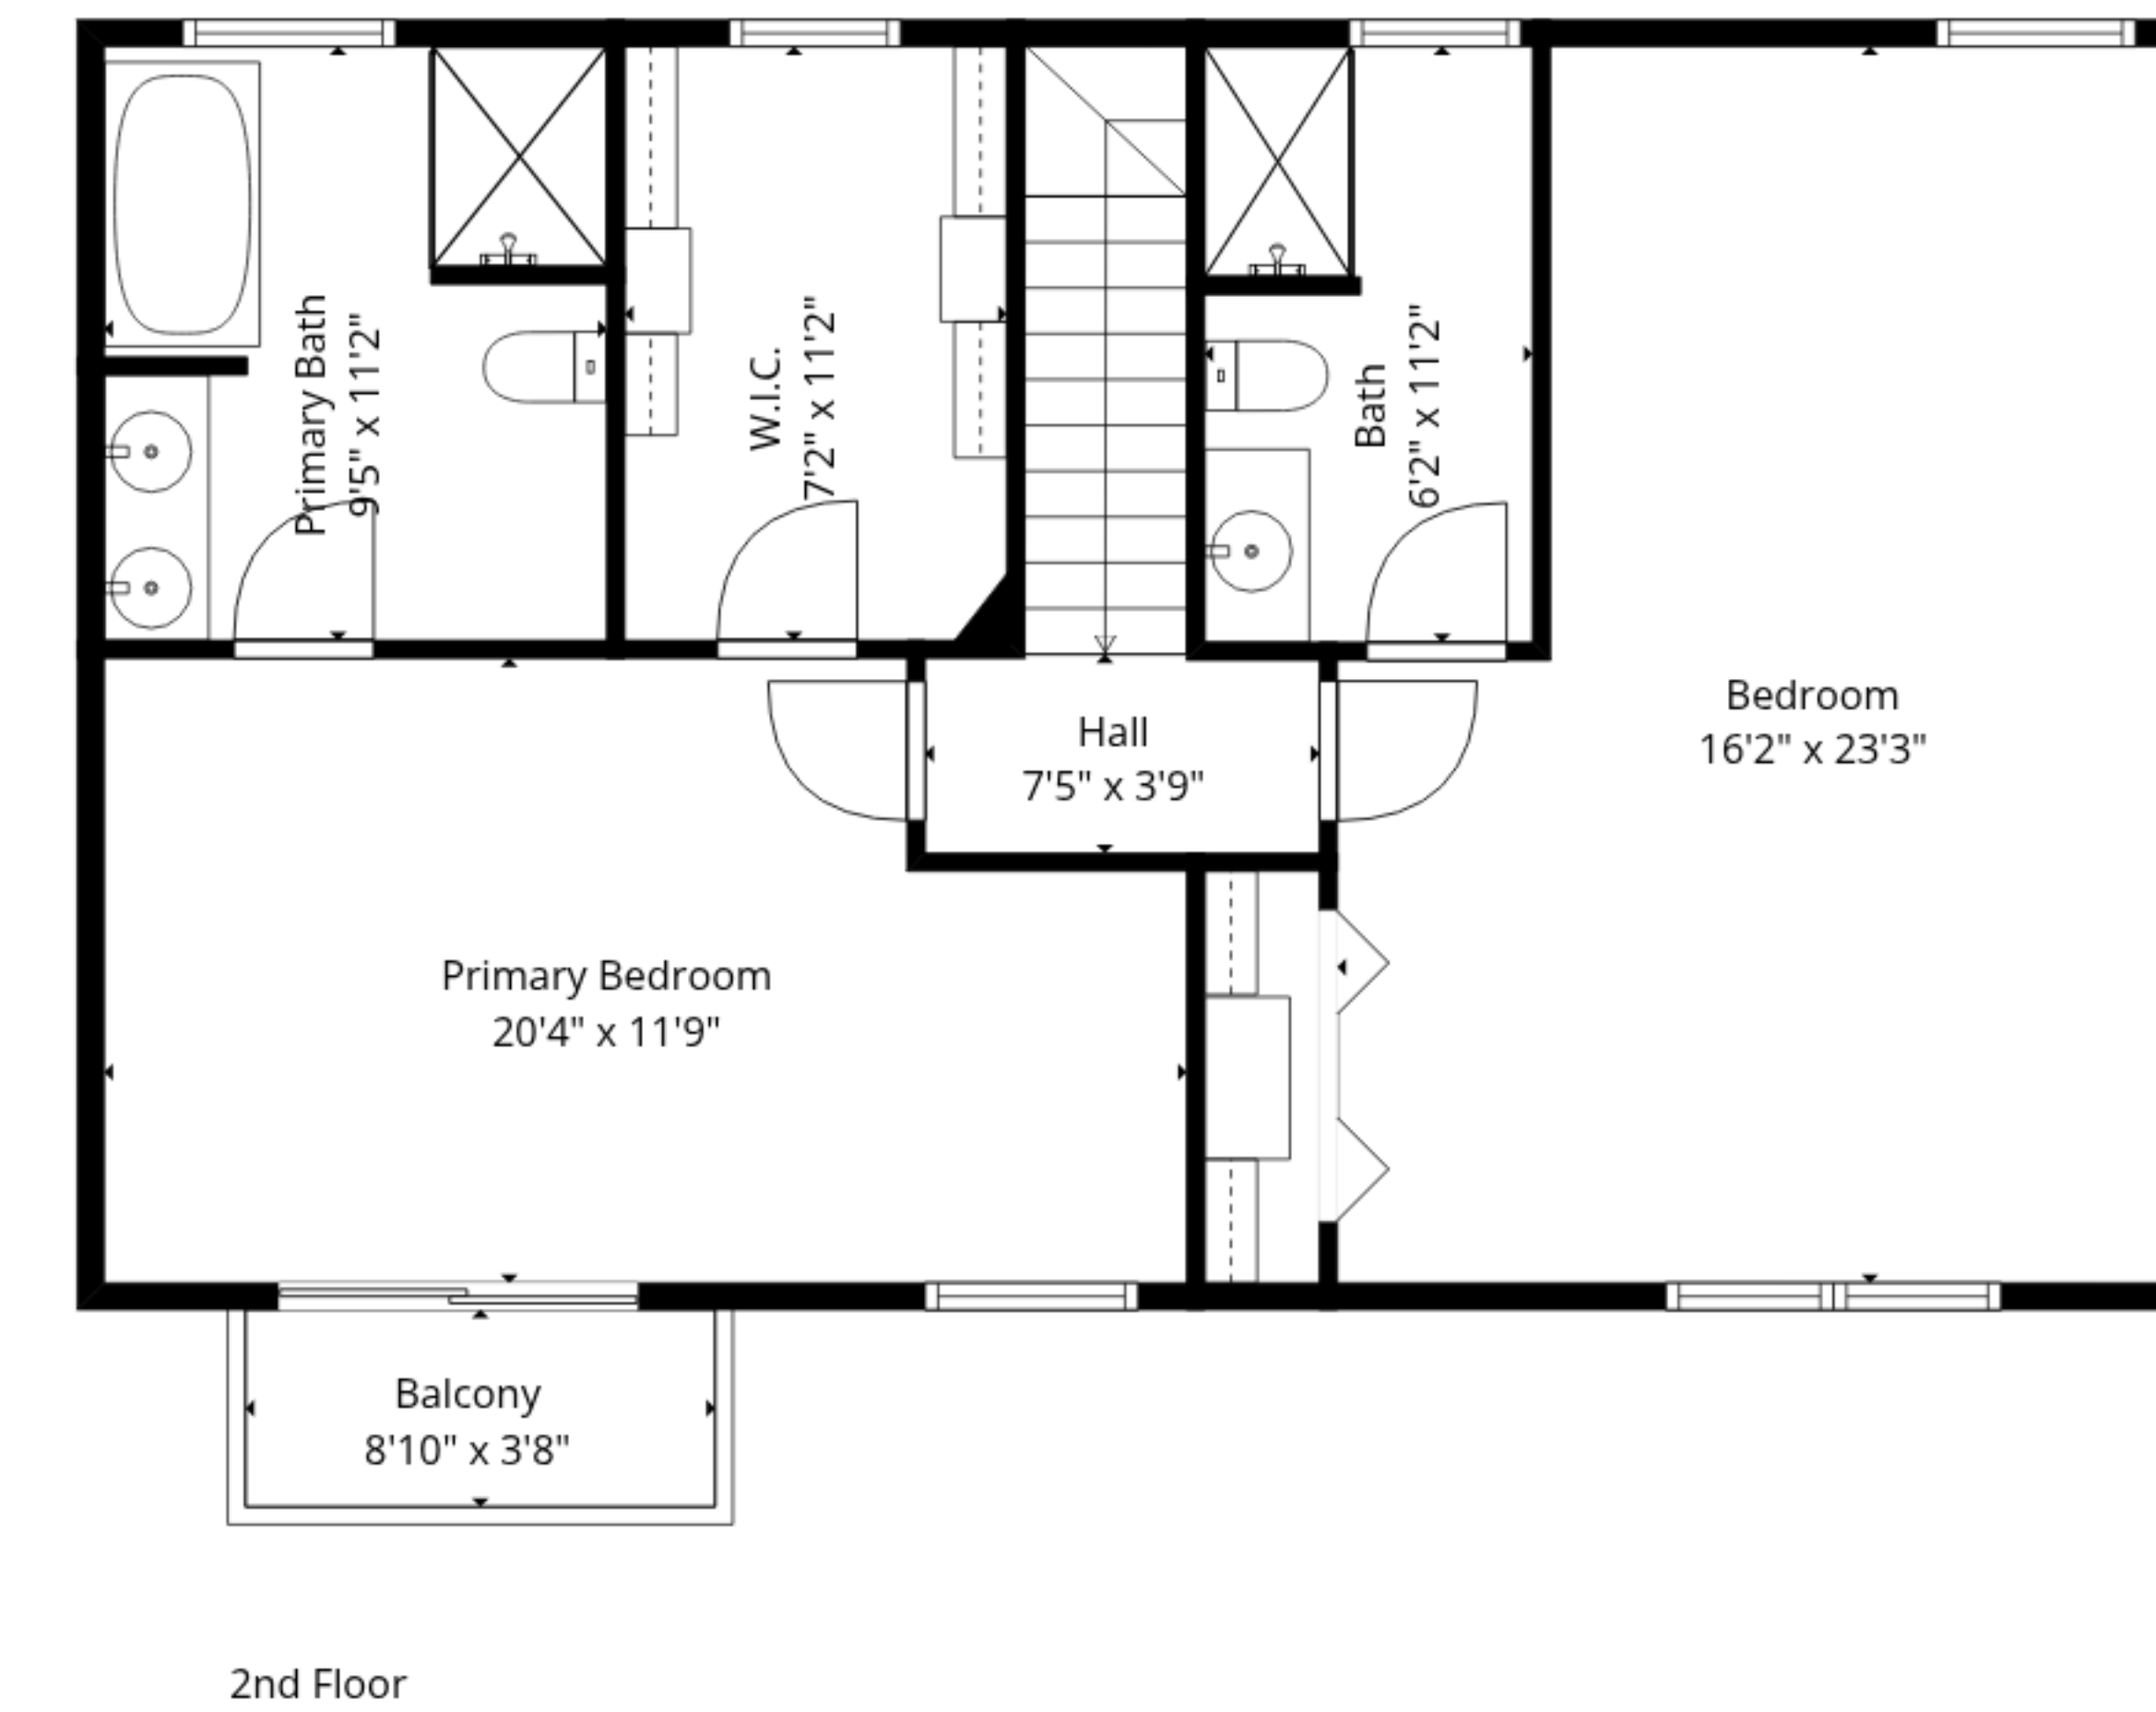 Primary Bath
9'5" x 11'2"
W.I.C.
7'2" x 11'2"
Bath
6'2" x 11'2"
Bedroom
16'2" x 23'3"
Hall
7'5" x 3'9"
Primary Bedroom
20'4" x 11'9"
Balcony
8'10" x 3'8"
2nd Floor